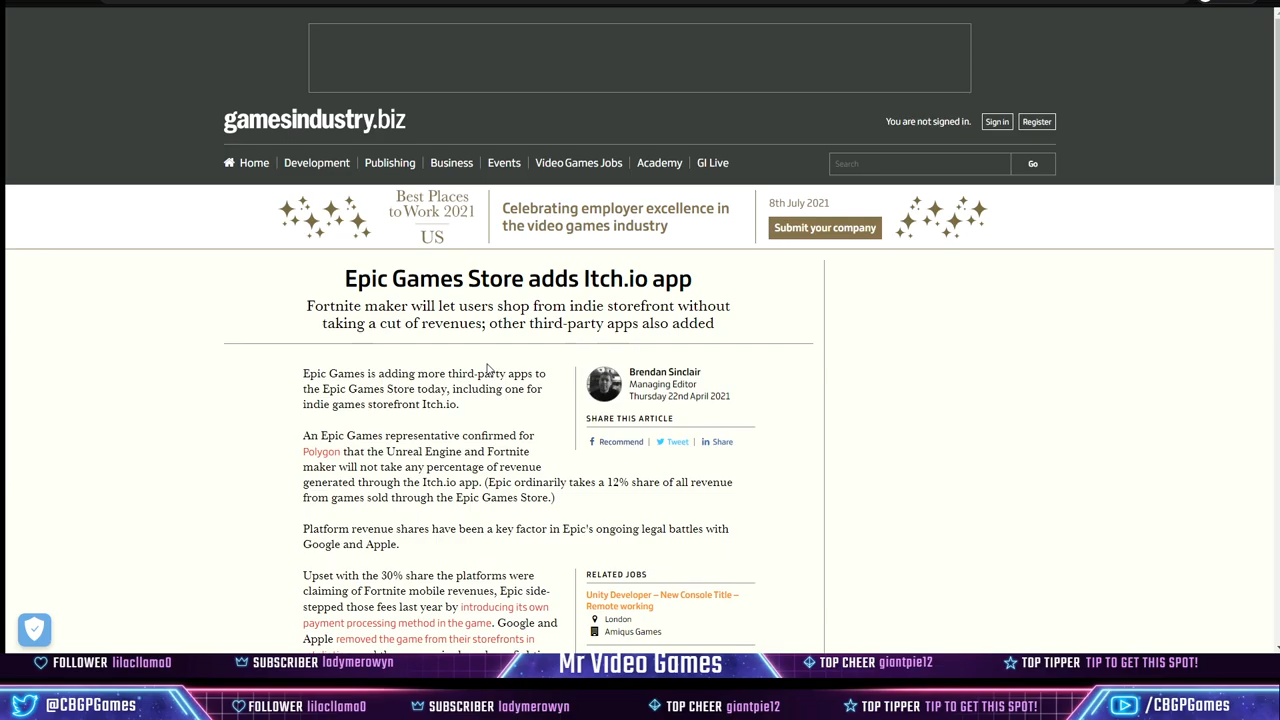 gamesindustry.biz
You are not signed in. Sign in Register
Home Development Publishing Business Events Video Games Jobs Academy GI Live
Search Go
Best Places
to Work 2021
US
Celebrating employer excellence in
the video games industry
8th July 2021
Submit your company
Epic Games Store adds Itch.io app
Fortnite maker will let users shop from indie storefront without
taking a cut of revenues; other third-party apps also added
Epic Games is adding more third-party apps to
the Epic Games Store today, including one for
indie games storefront Itch.io.
An Epic Games representative confirmed for
Polygon that the Unreal Engine and Fortnite
maker will not take any percentage of revenue
generated through the Itch.io app. (Epic ordinarily takes a 12% share of all revenue
from games sold through the Epic Games Store.)
Platform revenue shares have been a key factor in Epic's ongoing legal battles with
Google and Apple.
Upset with the 30% share the platforms were
claiming of Fortnite mobile revenues, Epic side-
stepped those fees last year by introducing its own
payment processing method in the game. Google and
Apple removed the game from their storefronts in
Brendan Sinclair
Managing Editor
Thursday 22nd April 2021
SHARE THIS ARTICLE
Recommend Tweet Share
RELATED JOBS
Unity Developer – New Console Title –
Remote working
London
Amiqus Games
FOLLOWER lilacllama0 SUBSCRIBER ladymerowyn Mr Video Games TOP CHEER giantpie12 TOP TIPPER TIP TO GET THIS SPOT!
@CBGPGames FOLLOWER lilacllama0 SUBSCRIBER ladymerowyn TOP CHEER giantpie12 TOP TIPPER TIP TO GET THIS SPOT! /CBGPGames